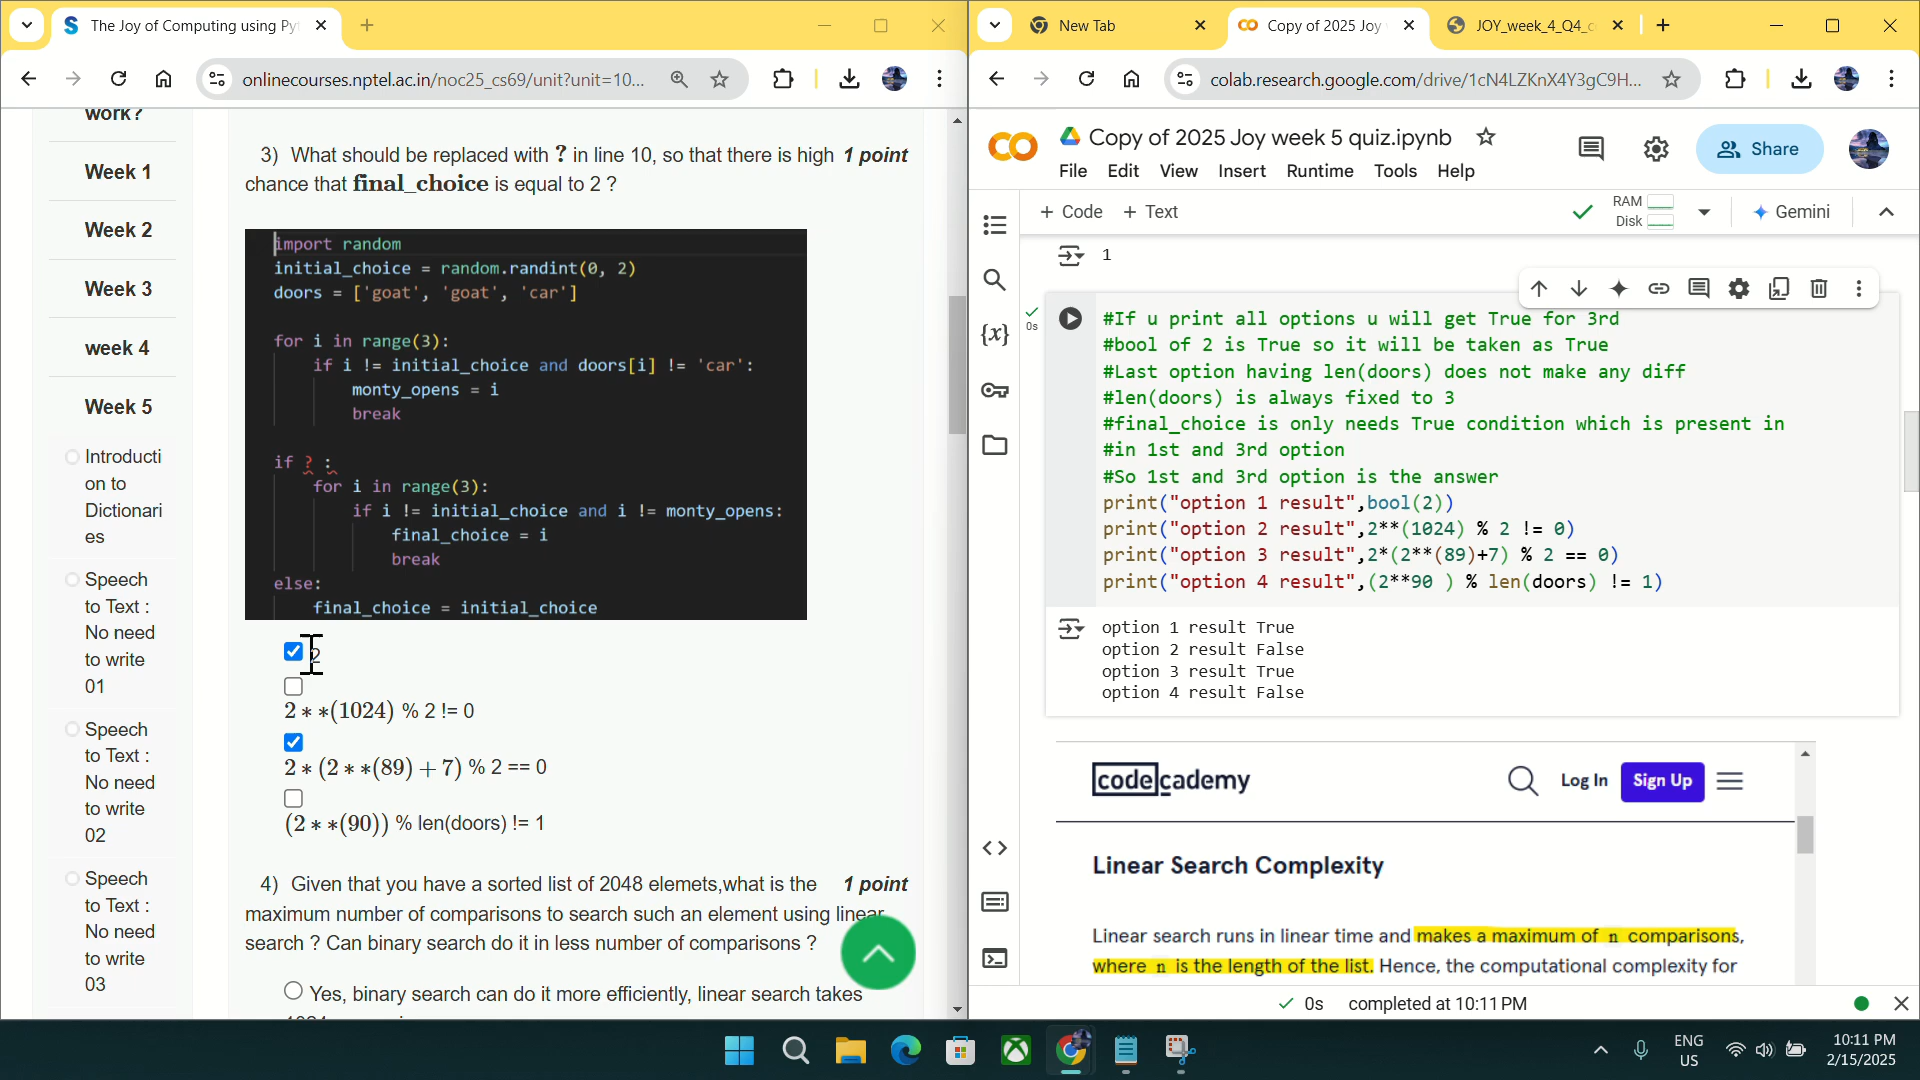 The Joy of Computing using Py
onlinecourses.nptel.ac.in/noc25_cs69/unit?unit=10...
work?
Week 1
Week 2
Week 3
week 4
Week 5
Introducti
on to
Dictionari
es
Speech
to Text :
No need
to write
01
Speech
to Text :
No need
to write
02
Speech
to Text :
No need
to write
03
3) What should be replaced with ? in line 10, so that there is high 1 point
chance that final_choice is equal to 2 ?
import random
initial_choice = random.randint(0, 2)
doors = ['goat', 'goat', 'car']
for i in range(3):
if i != initial_choice and doors[i] != 'car':
monty_opens = i
break
if ? :
for i in range(3):
if i != initial_choice and i != monty_opens:
final_choice = i
break
else:
final_choice = initial_choice
2
2 * *(1024) % 2 != 0
2 * (2 * *(89) + 7) % 2 == 0
(2 * *(90)) % len(doors) != 1
4) Given that you have a sorted list of 2048 elemets,what is the 1 point
maximum number of comparisons to search such an element using linear
search ? Can binary search do it in less number of comparisons ?
Yes, binary search can do it more efficiently, linear search takes
New Tab
Copy of 2025 Joy
JOY_week_4_Q4_c
colab.research.google.com/drive/1cN4LZKnX4Y3gC9H...
Copy of 2025 Joy week 5 quiz.ipynb
Share
File Edit View Insert Runtime Tools Help
+ Code + Text
RAM
Disk
Gemini
1
0s
#If u print all options u will get True for 3rd
#bool of 2 is True so it will be taken as True
#Last option having len(doors) does not make any diff
#len(doors) is always fixed to 3
#final_choice is only needs True condition which is present in
#in 1st and 3rd option
#So 1st and 3rd option is the answer
print("option 1 result",bool(2))
print("option 2 result",2**(1024) % 2 != 0)
print("option 3 result",2*(2**(89)+7) % 2 == 0)
print("option 4 result",(2**90 ) % len(doors) != 1)
option 1 result True
option 2 result False
option 3 result True
option 4 result False
codecademy
Log In
Sign Up
Linear Search Complexity
Linear search runs in linear time and makes a maximum of n comparisons,
where n is the length of the list. Hence, the computational complexity for
0s completed at 10:11 PM
ENG
US
10:11 PM
2/15/2025